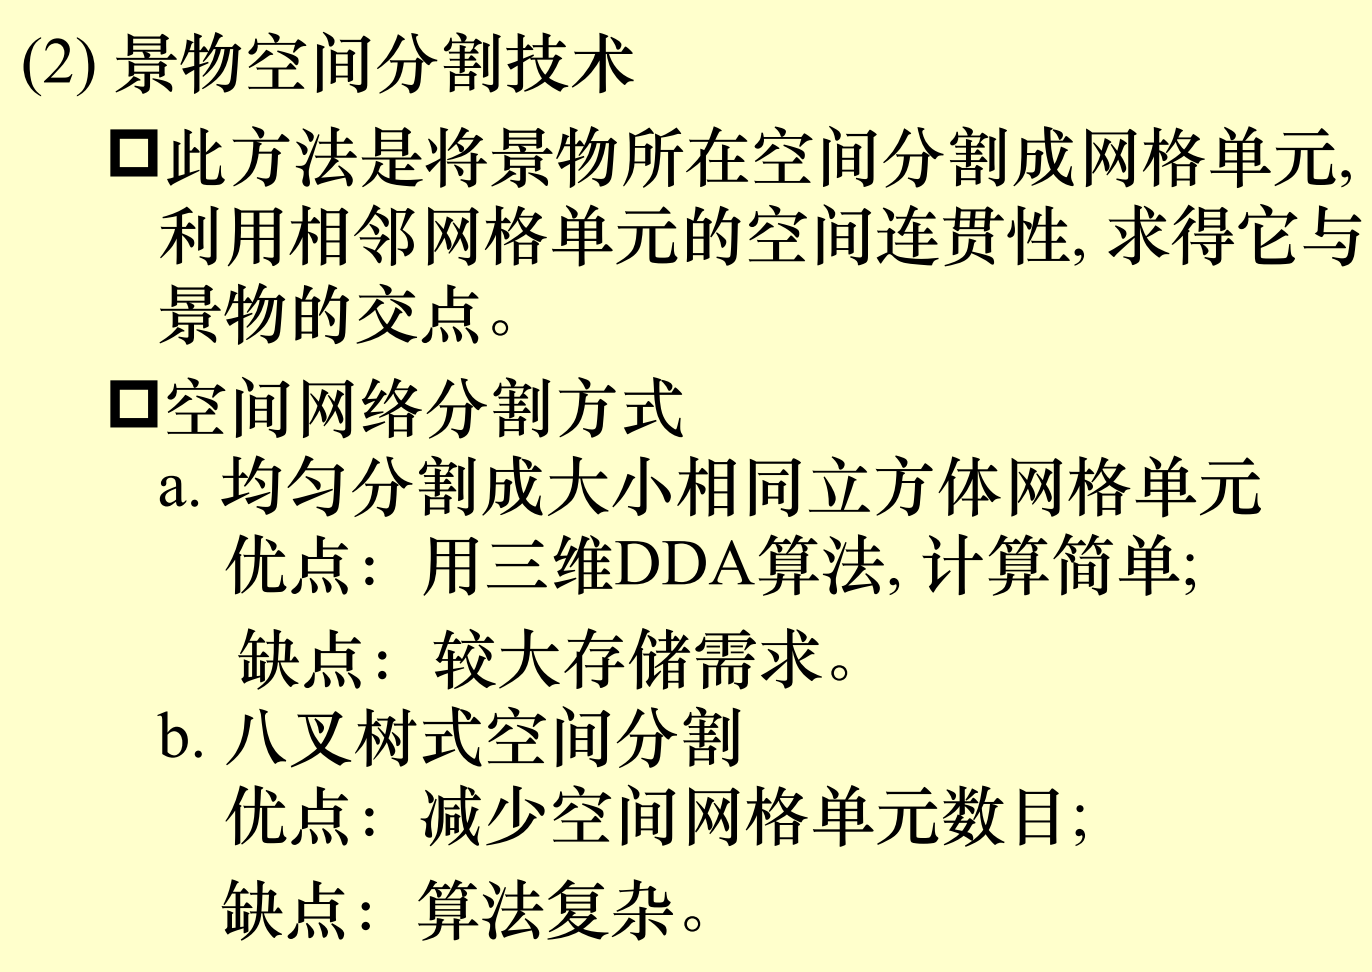 (2) 景物空间分割技术
此方法是将景物所在空间分割成网格单元,
利用相邻网格单元的空间连贯性, 求得它与
景物的交点。
空间网络分割方式
a. 均匀分割成大小相同立方体网格单元
优点：用三维DDA算法, 计算简单;
缺点：较大存储需求。
b. 八叉树式空间分割
优点：减少空间网格单元数目;
缺点：算法复杂。